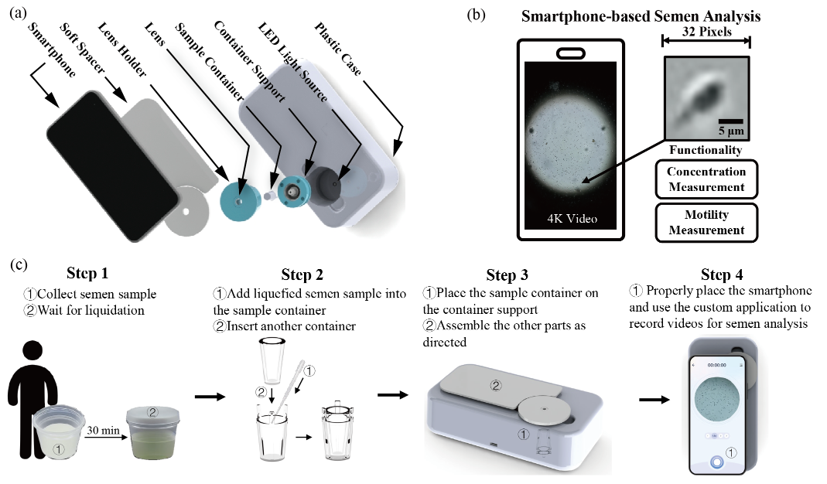 (a)
Smartphone
Soft Spacer
Lens Holder
Lens
Sample Container
Container Support
LED Light Source
Plastic Case
(b)
Smartphone-based Semen Analysis
32 Pixels
5 μm
4K Video
Functionality
Concentration
Measurement
Motility
Measurement
(c)
Step 1
①Collect semen sample
②Wait for liquidation
①
30 min
②
Step 2
①Add liquefied semen sample into
the sample container
②Insert another container
②
①
Step 3
①Place the sample container on
the container support
②Assemble the other parts as
directed
②
①
Step 4
① Properly place the smartphone
and use the custom application to
record videos for semen analysis
00:00:00
①